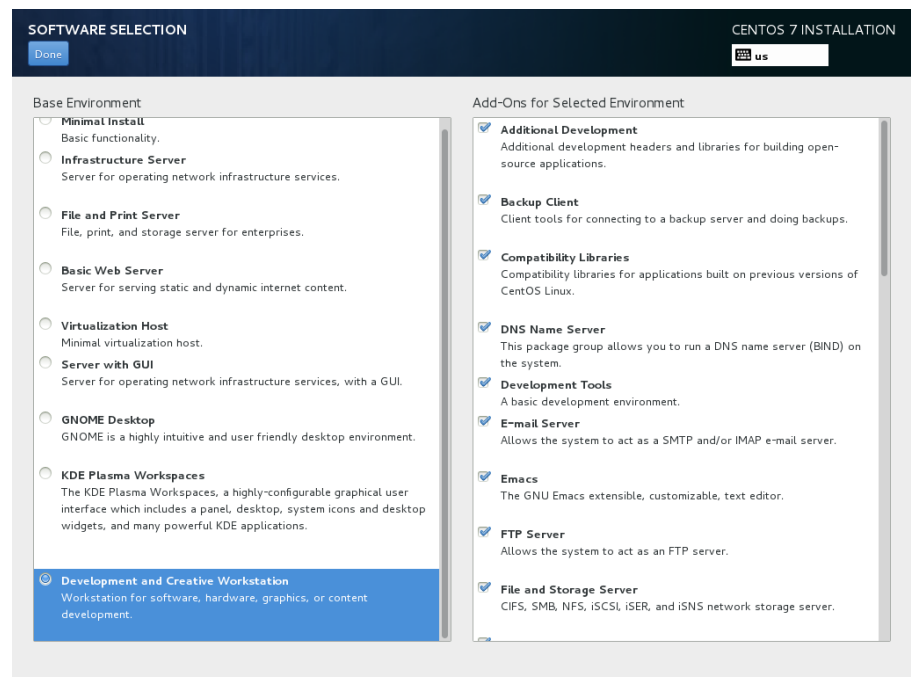 SOFTWARE SELECTION
Done
CENTOS 7 INSTALLATION
us
Base Environment
Minimal Install
Basic functionality.
Infrastructure Server
Server for operating network infrastructure services.
File and Print Server
File, print, and storage server for enterprises.
Basic Web Server
Server for serving static and dynamic internet content.
Virtualization Host
Minimal virtualization host.
Server with GUI
Server for operating network infrastructure services, with a GUI.
GNOME Desktop
GNOME is a highly intuitive and user friendly desktop environment.
KDE Plasma Workspaces
The KDE Plasma Workspaces, a highly-configurable graphical user
interface which includes a panel, desktop, system icons and desktop
widgets, and many powerful KDE applications.
Development and Creative Workstation
Workstation for software, hardware, graphics, or content
development.
Add-Ons for Selected Environment
Additional Development
Additional development headers and libraries for building open-
source applications.
Backup Client
Client tools for connecting to a backup server and doing backups.
Compatibility Libraries
Compatibility libraries for applications built on previous versions of
CentOS Linux.
DNS Name Server
This package group allows you to run a DNS name server (BIND) on
the system.
Development Tools
A basic development environment.
E-mail Server
Allows the system to act as a SMTP and/or IMAP e-mail server.
Emacs
The GNU Emacs extensible, customizable, text editor.
FTP Server
Allows the system to act as an FTP server.
File and Storage Server
CIFS, SMB, NFS, iSCSI, iSER, and iSNS network storage server.